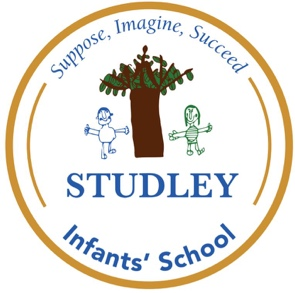 Suppose, Imagine, Succeed
STUDLEY
Infants' School